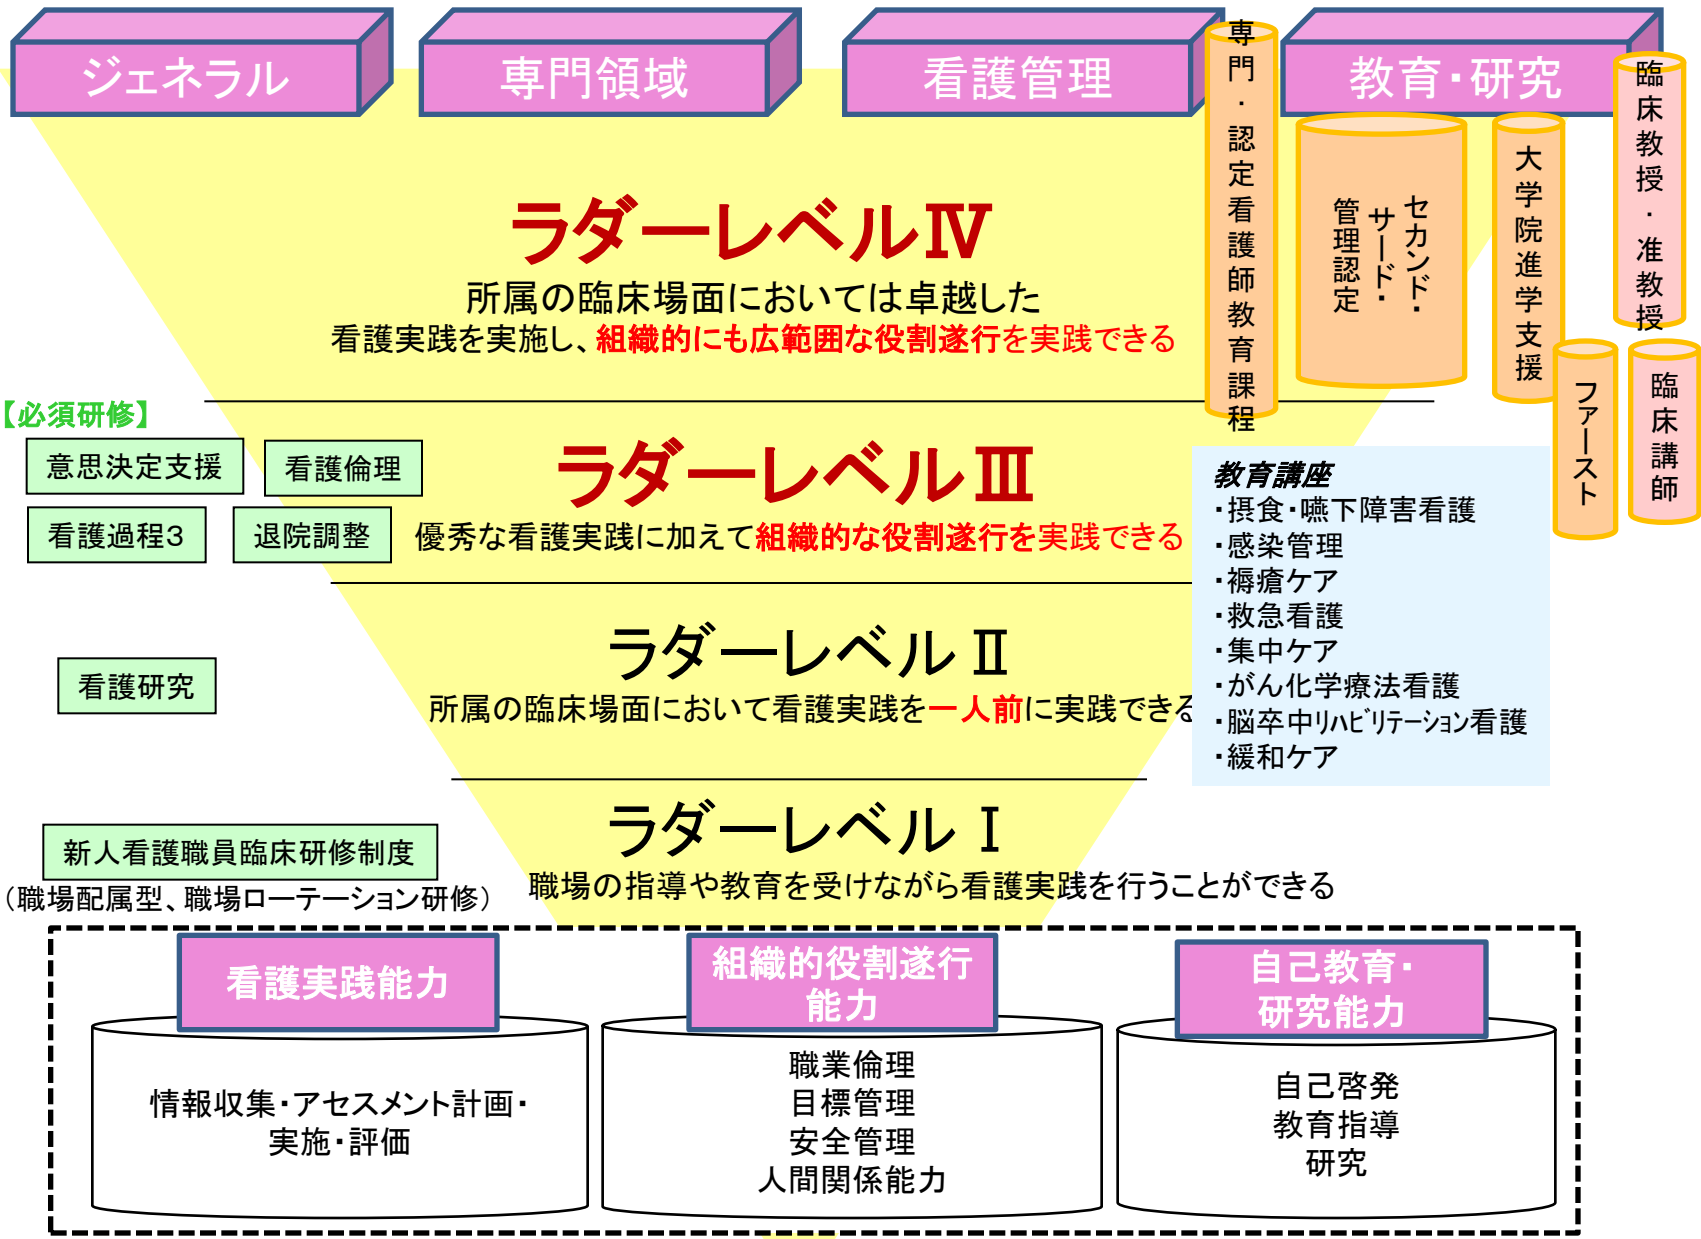 ジェネラル
専門領域
看護管理
教育・研究
専門・認定看護師教育課程
セカンド・
サード・
管理認定
大学院進学支援
臨床教授・准教授
ファースト
臨床講師
ラダーレベルⅣ
所属の臨床場面においては卓越した
看護実践を実施し、組織的にも広範囲な役割遂行を実践できる
【必須研修】
意思決定支援
看護倫理
看護過程3
退院調整
ラダーレベルⅢ
優秀な看護実践に加えて組織的な役割遂行を実践できる
教育講座
・摂食・嚥下障害看護
・感染管理
・褥瘡ケア
・救急看護
・集中ケア
・がん化学療法看護
・脳卒中ﾘﾊﾋﾞﾘﾃｰｼｮﾝ看護
・緩和ケア
看護研究
ラダーレベルⅡ
所属の臨床場面において看護実践を一人前に実践できる
ラダーレベルⅠ
職場の指導や教育を受けながら看護実践を行うことができる
新人看護職員臨床研修制度
（職場配属型、職場ローテーション研修）
看護実践能力
情報収集・アセスメント計画・
実施・評価
組織的役割遂行
能力
職業倫理
目標管理
安全管理
人間関係能力
自己教育・
研究能力
自己啓発
教育指導
研究